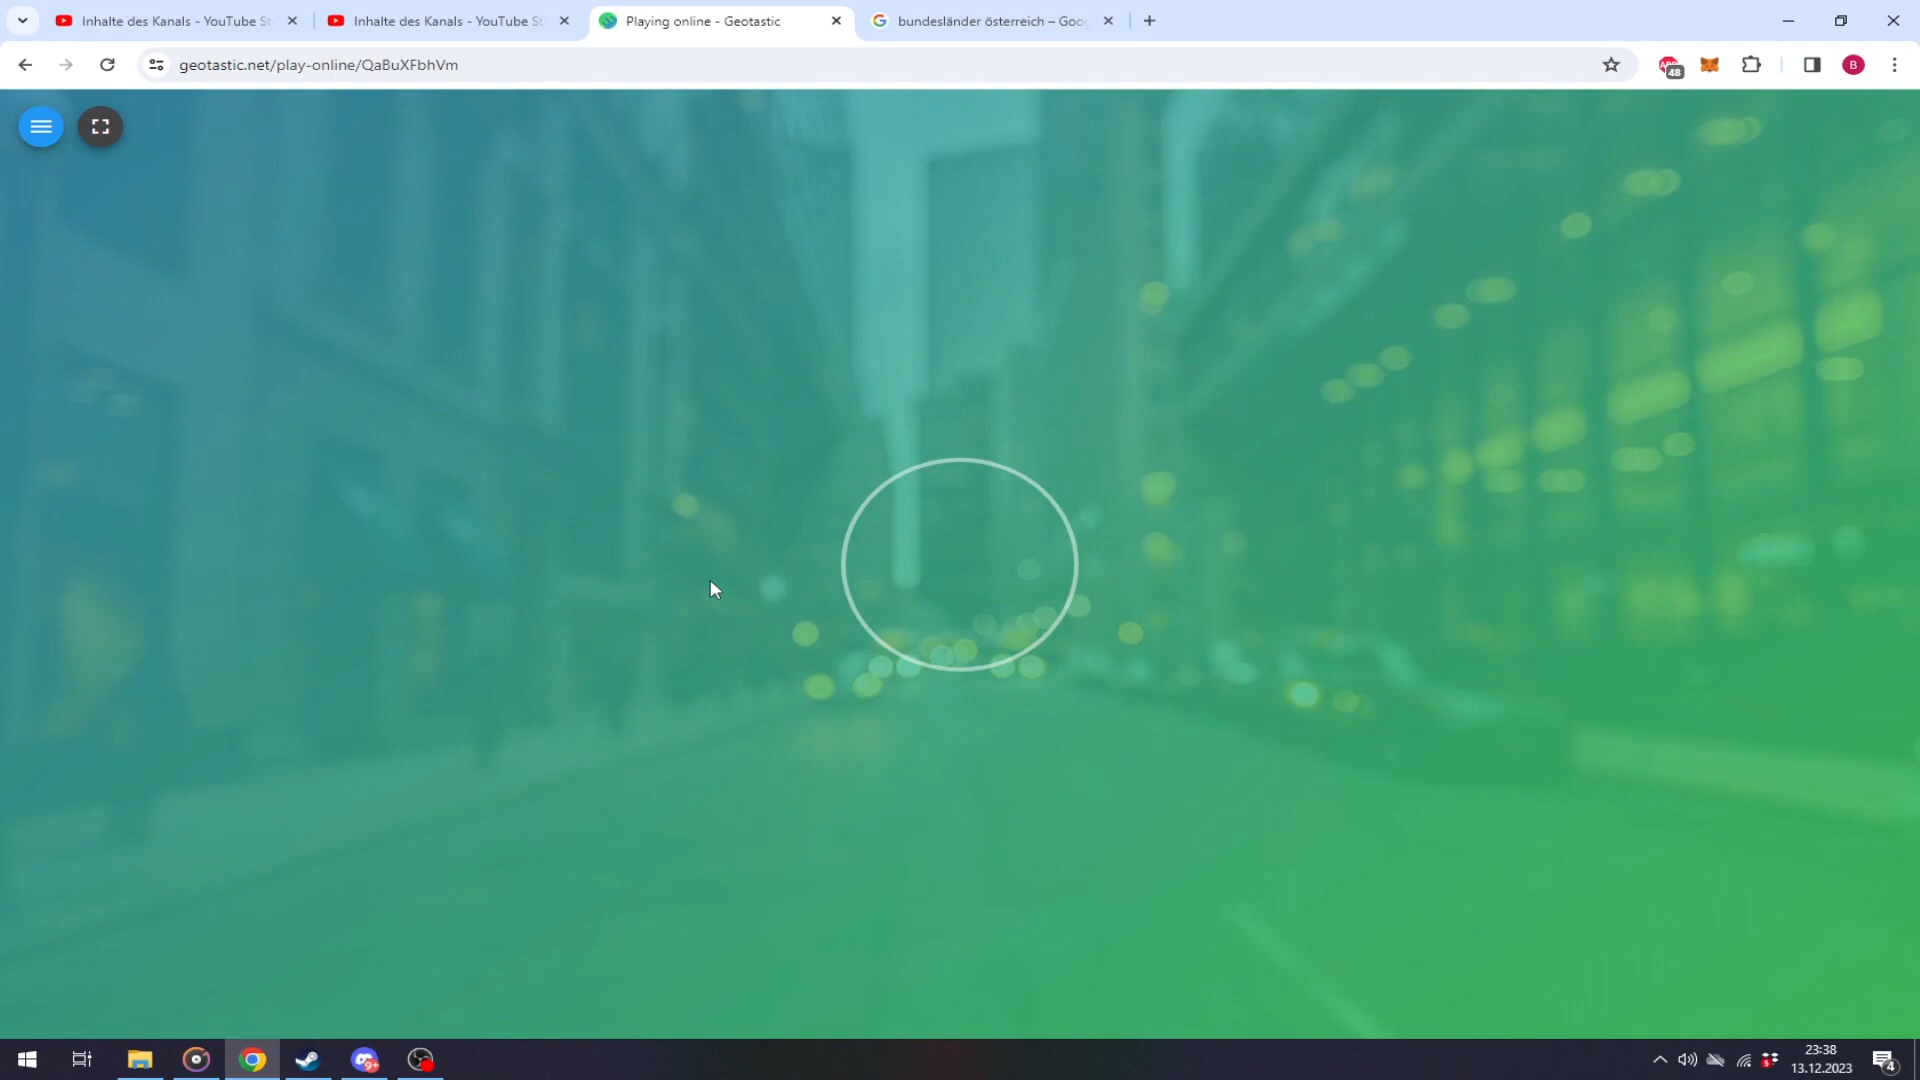 Inhalte des Kanals - YouTube St
Inhalte des Kanals - YouTube St
Playing online - Geotastic
bundesländer österreich – Goo
geotastic.net/play-online/QaBuXFbhVm
48
B
9+
23:38
13.12.2023
4